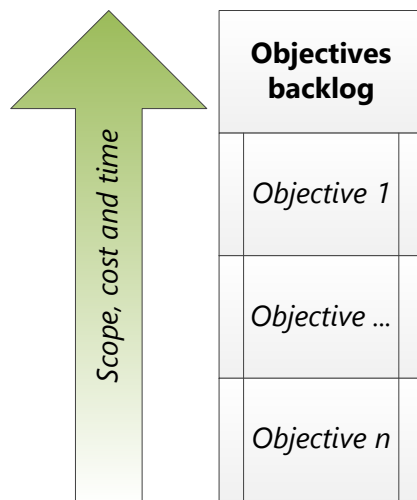 Scope, cost and time
Objectives
backlog
Objective 1
Objective ...
Objective n